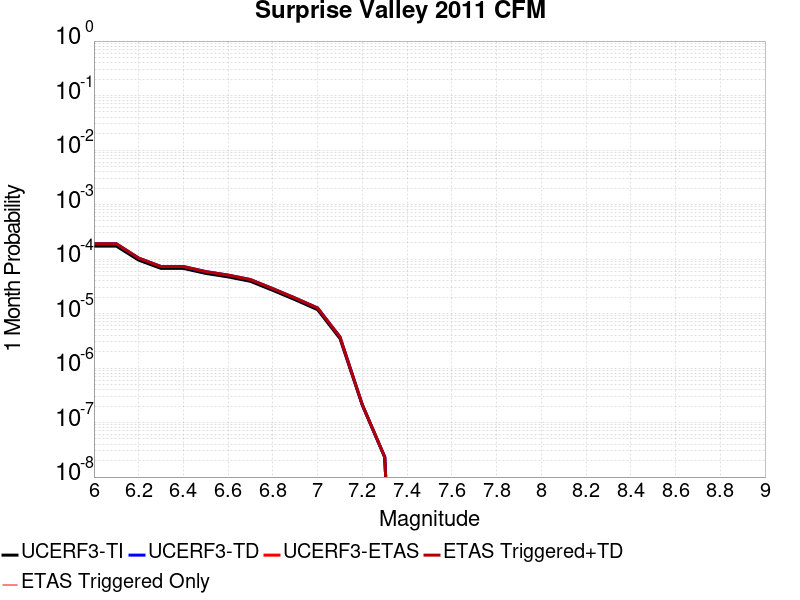 Surprise Valley 2011 CFM
10^0
10^-1
10^-2
10^-3
10^-4
10^-5
10^-6
10^-7
10^-8
1 Month Probability
6 6.2 6.4 6.6 6.8 7 7.2 7.4 7.6 7.8 8 8.2 8.4 8.6 8.8 9
Magnitude
UCERF3-TI UCERF3-TD UCERF3-ETAS ETAS Triggered+TD
ETAS Triggered Only